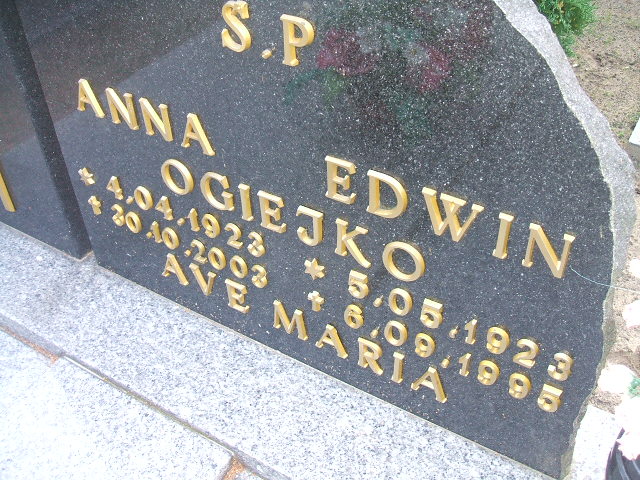 S.P
ANNA EDWIN
OGIEJKO
* 4.04.1923 * 5.05.1923
† 30.10.2003 † 6.09.1995
AVE MARIA